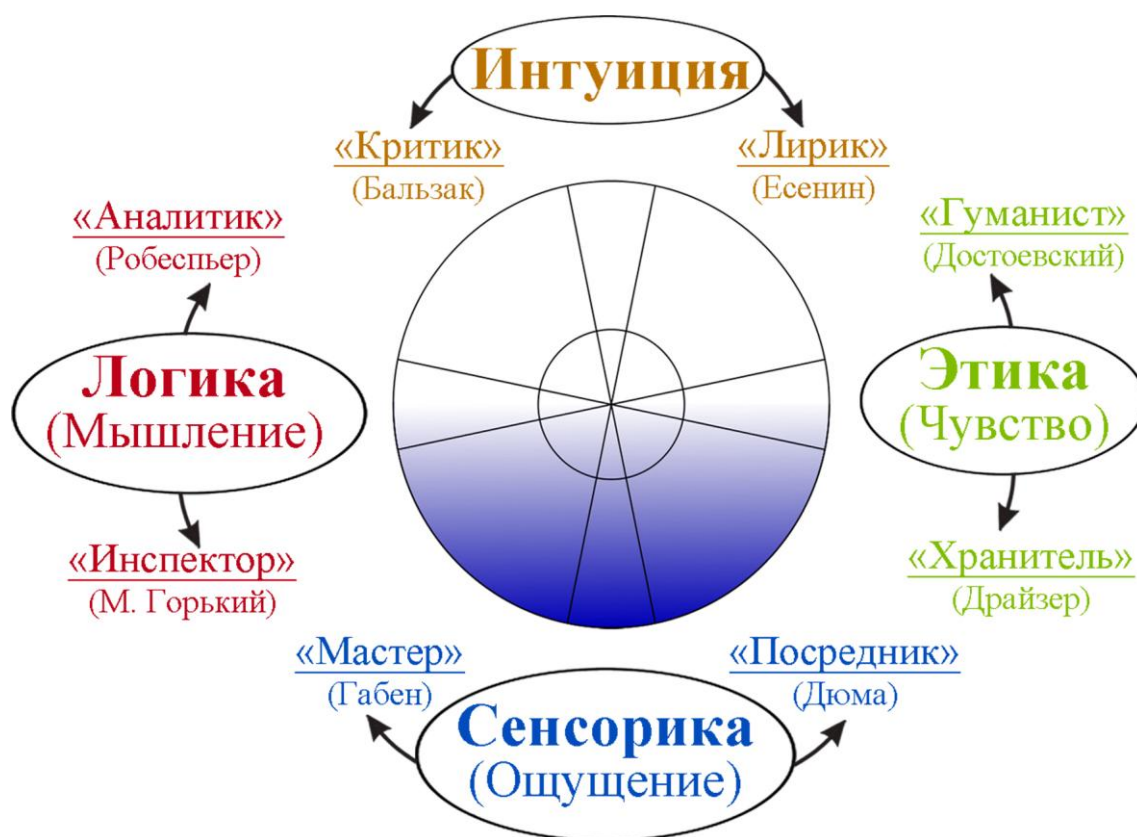 Интуиция
«Критик»
(Бальзак)
«Лирик»
(Есенин)
«Аналитик»
(Робеспьер)
«Гуманист»
(Достоевский)
Логика
(Мышление)
Этика
(Чувство)
«Инспектор»
(М. Горький)
«Хранитель»
(Драйзер)
«Мастер»
(Габен)
«Посредник»
(Дюма)
Сенсорика
(Ощущение)